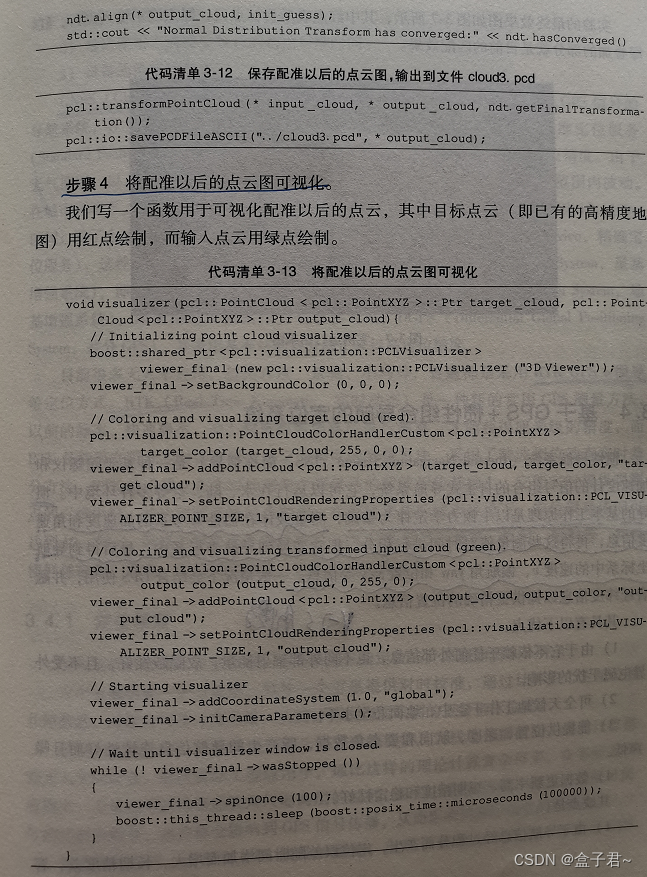 ndt.align(* output_cloud, init_guess);
std::cout << "Normal Distribution Transform has converged:" << ndt.hasConverged()
代码清单 3-12 保存配准以后的点云图,输出到文件 cloud3. pcd
pcl::transformPointCloud (* input_cloud, * output_cloud, ndt.getFinalTransforma-
tion());
pcl::io::savePCDFileASCII("../cloud3.pcd", * output_cloud);
步骤 4 将配准以后的点云图可视化。
我们写一个函数用于可视化配准以后的点云，其中目标点云（即已有的高精度地
图）用红点绘制，而输入点云用绿点绘制。
代码清单 3-13 将配准以后的点云图可视化
void visualizer (pcl:: PointCloud < pcl:: PointXYZ >::Ptr target_cloud, pcl:: Point-
Cloud <pcl::PointXYZ >::Ptr output_cloud){
// Initializing point cloud visualizer
boost::shared_ptr <pcl::visualization::PCLVisualizer>
viewer_final (new pcl::visualization::PCLVisualizer ("3D Viewer"));
viewer_final ->setBackgroundColor (0, 0, 0);
// Coloring and visualizing target cloud (red).
pcl::visualization::PointCloudColorHandlerCustom <pcl::PointXYZ >
target_color (target_cloud, 255, 0, 0);
viewer_final ->addPointCloud <pcl::PointXYZ > (target_cloud, target_color, "tar-
get cloud");
viewer_final ->setPointCloudRenderingProperties (pcl::visualization::PCL_VISU-
ALIZER_POINT_SIZE, 1, "target cloud");
// Coloring and visualizing transformed input cloud (green).
pcl::visualization::PointCloudColorHandlerCustom <pcl::PointXYZ >
output_color (output_cloud, 0, 255, 0);
viewer_final ->addPointCloud <pcl::PointXYZ > (output_cloud, output_color, "out-
put cloud");
viewer_final ->setPointCloudRenderingProperties (pcl::visualization::PCL_VISU-
ALIZER_POINT_SIZE, 1, "output cloud");
// Starting visualizer
viewer_final ->addCoordinateSystem (1.0, "global");
viewer_final ->initCameraParameters ();
// Wait until visualizer window is closed.
while (! viewer_final ->wasStopped ())
{
viewer_final ->spinOnce (100);
boost::this_thread::sleep (boost::posix_time::microseconds (100000));
}
}
CSDN @盒子君~